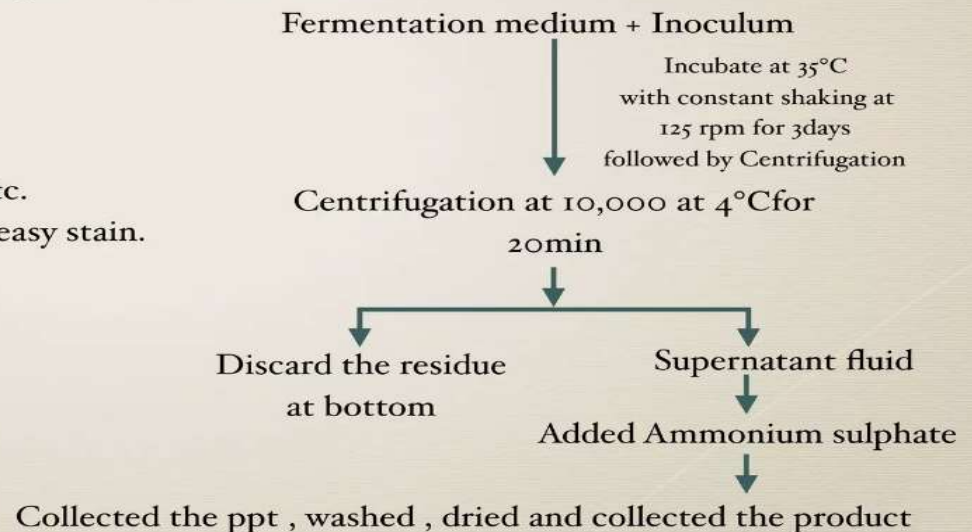 Fermentation medium + Inoculum
Incubate at 35°C
with constant shaking at
125 rpm for 3days
followed by Centrifugation
tc.
easy stain.
Centrifugation at 10,000 at 4°Cfor
20min
Discard the residue
at bottom
Supernatant fluid
Added Ammonium sulphate
Collected the ppt , washed , dried and collected the product